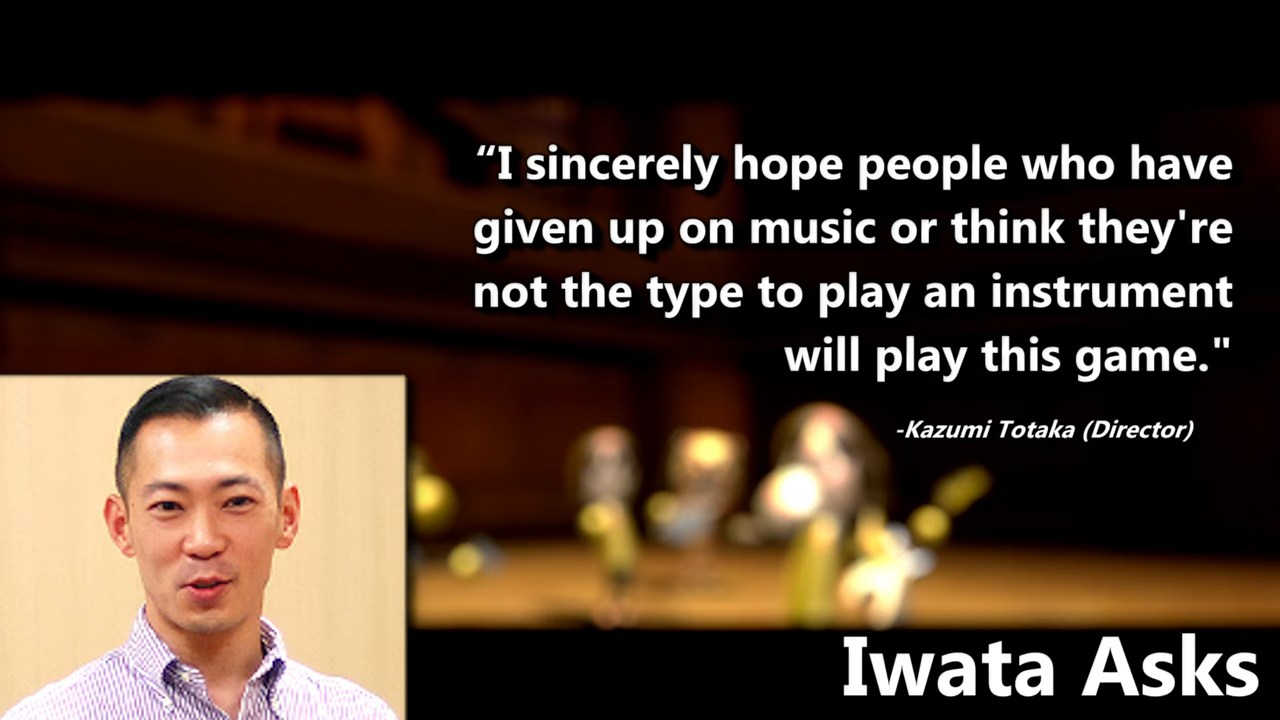 “I sincerely hope people who have
given up on music or think they're
not the type to play an instrument
will play this game."
-Kazumi Totaka (Director)
Iwata Asks